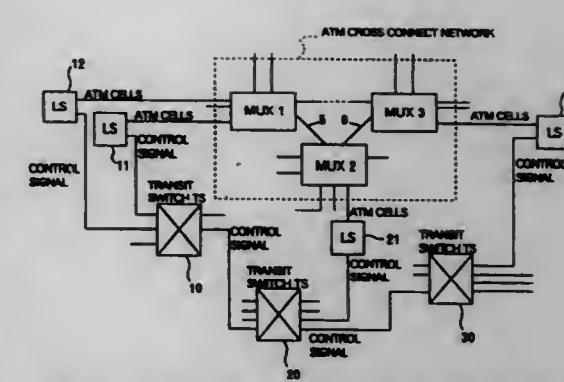 ATM CROSS CONNECT NETWORK
12
LS
ATM CELLS
MUX 1
MUX 3
ATM CELLS
LS
LS
ATM CELLS
5
6
11
CONTROL
SIGNAL
CONTROL
SIGNAL
MUX 2
CONTROL
SIGNAL
TRANSIT
SWITCH TS
ATM CELLS
LS
21
CONTROL
SIGNAL
10
TRANSIT
SWITCH TS
CONTROL
SIGNAL
TRANSIT
SWITCH TS
30
CONTROL
SIGNAL
20